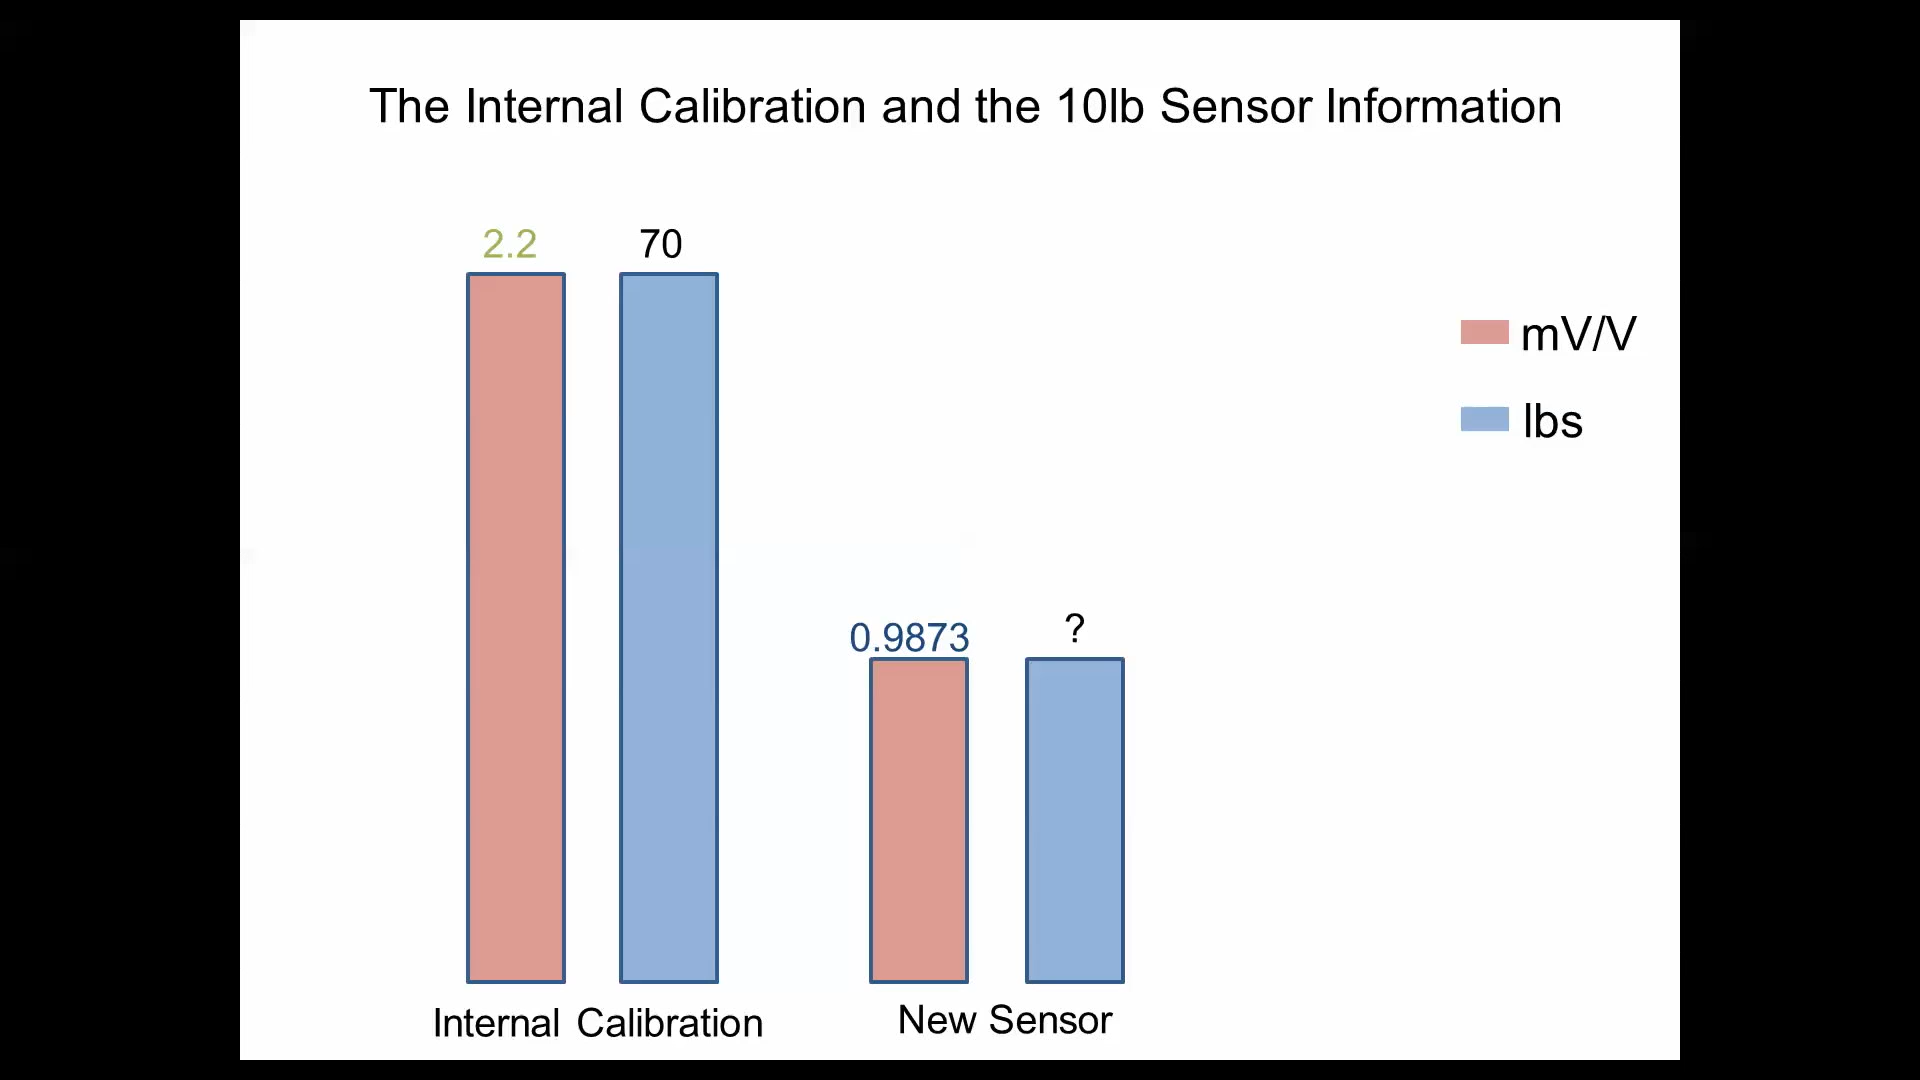 The Internal Calibration and the 10lb Sensor Information
2.2
70
mV/V
lbs
0.9873
?
Internal Calibration
New Sensor